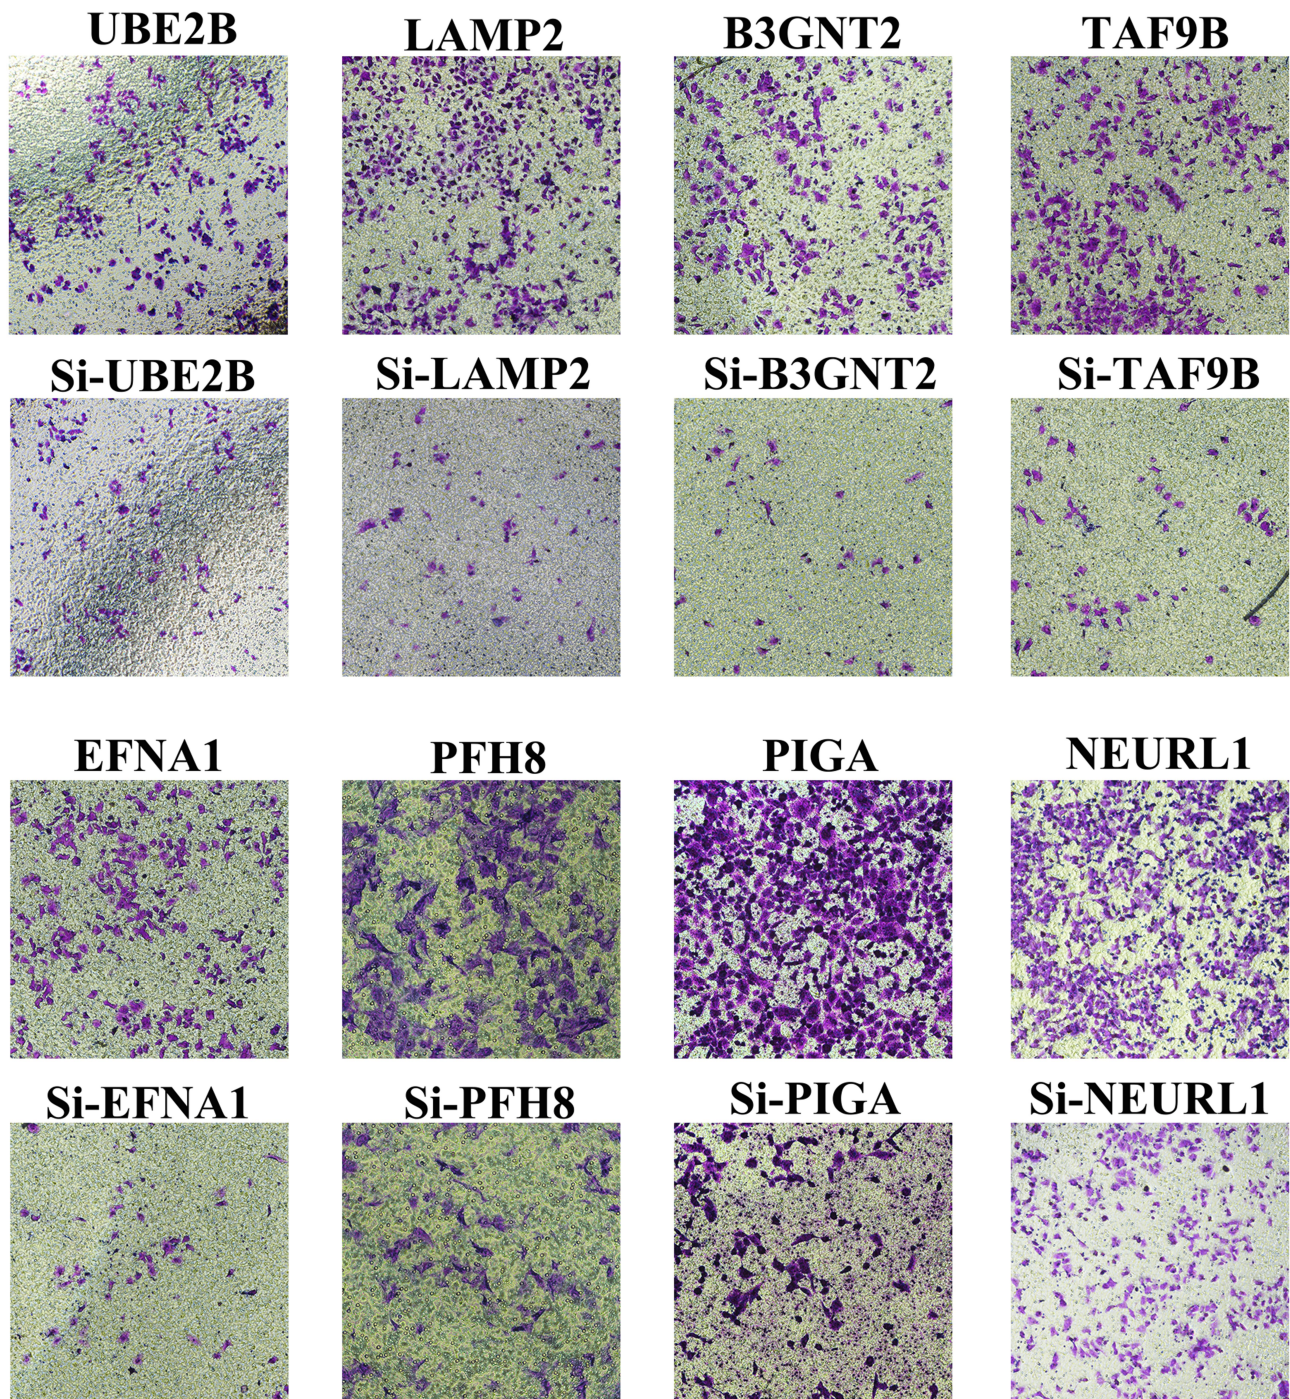 UBE2B LAMP2 B3GNT2 TAF9B
Si-UBE2B Si-LAMP2 Si-B3GNT2 Si-TAF9B
EFNA1 PFH8 PIGA NEURL1
Si-EFNA1 Si-PFH8 Si-PIGA Si-NEURL1